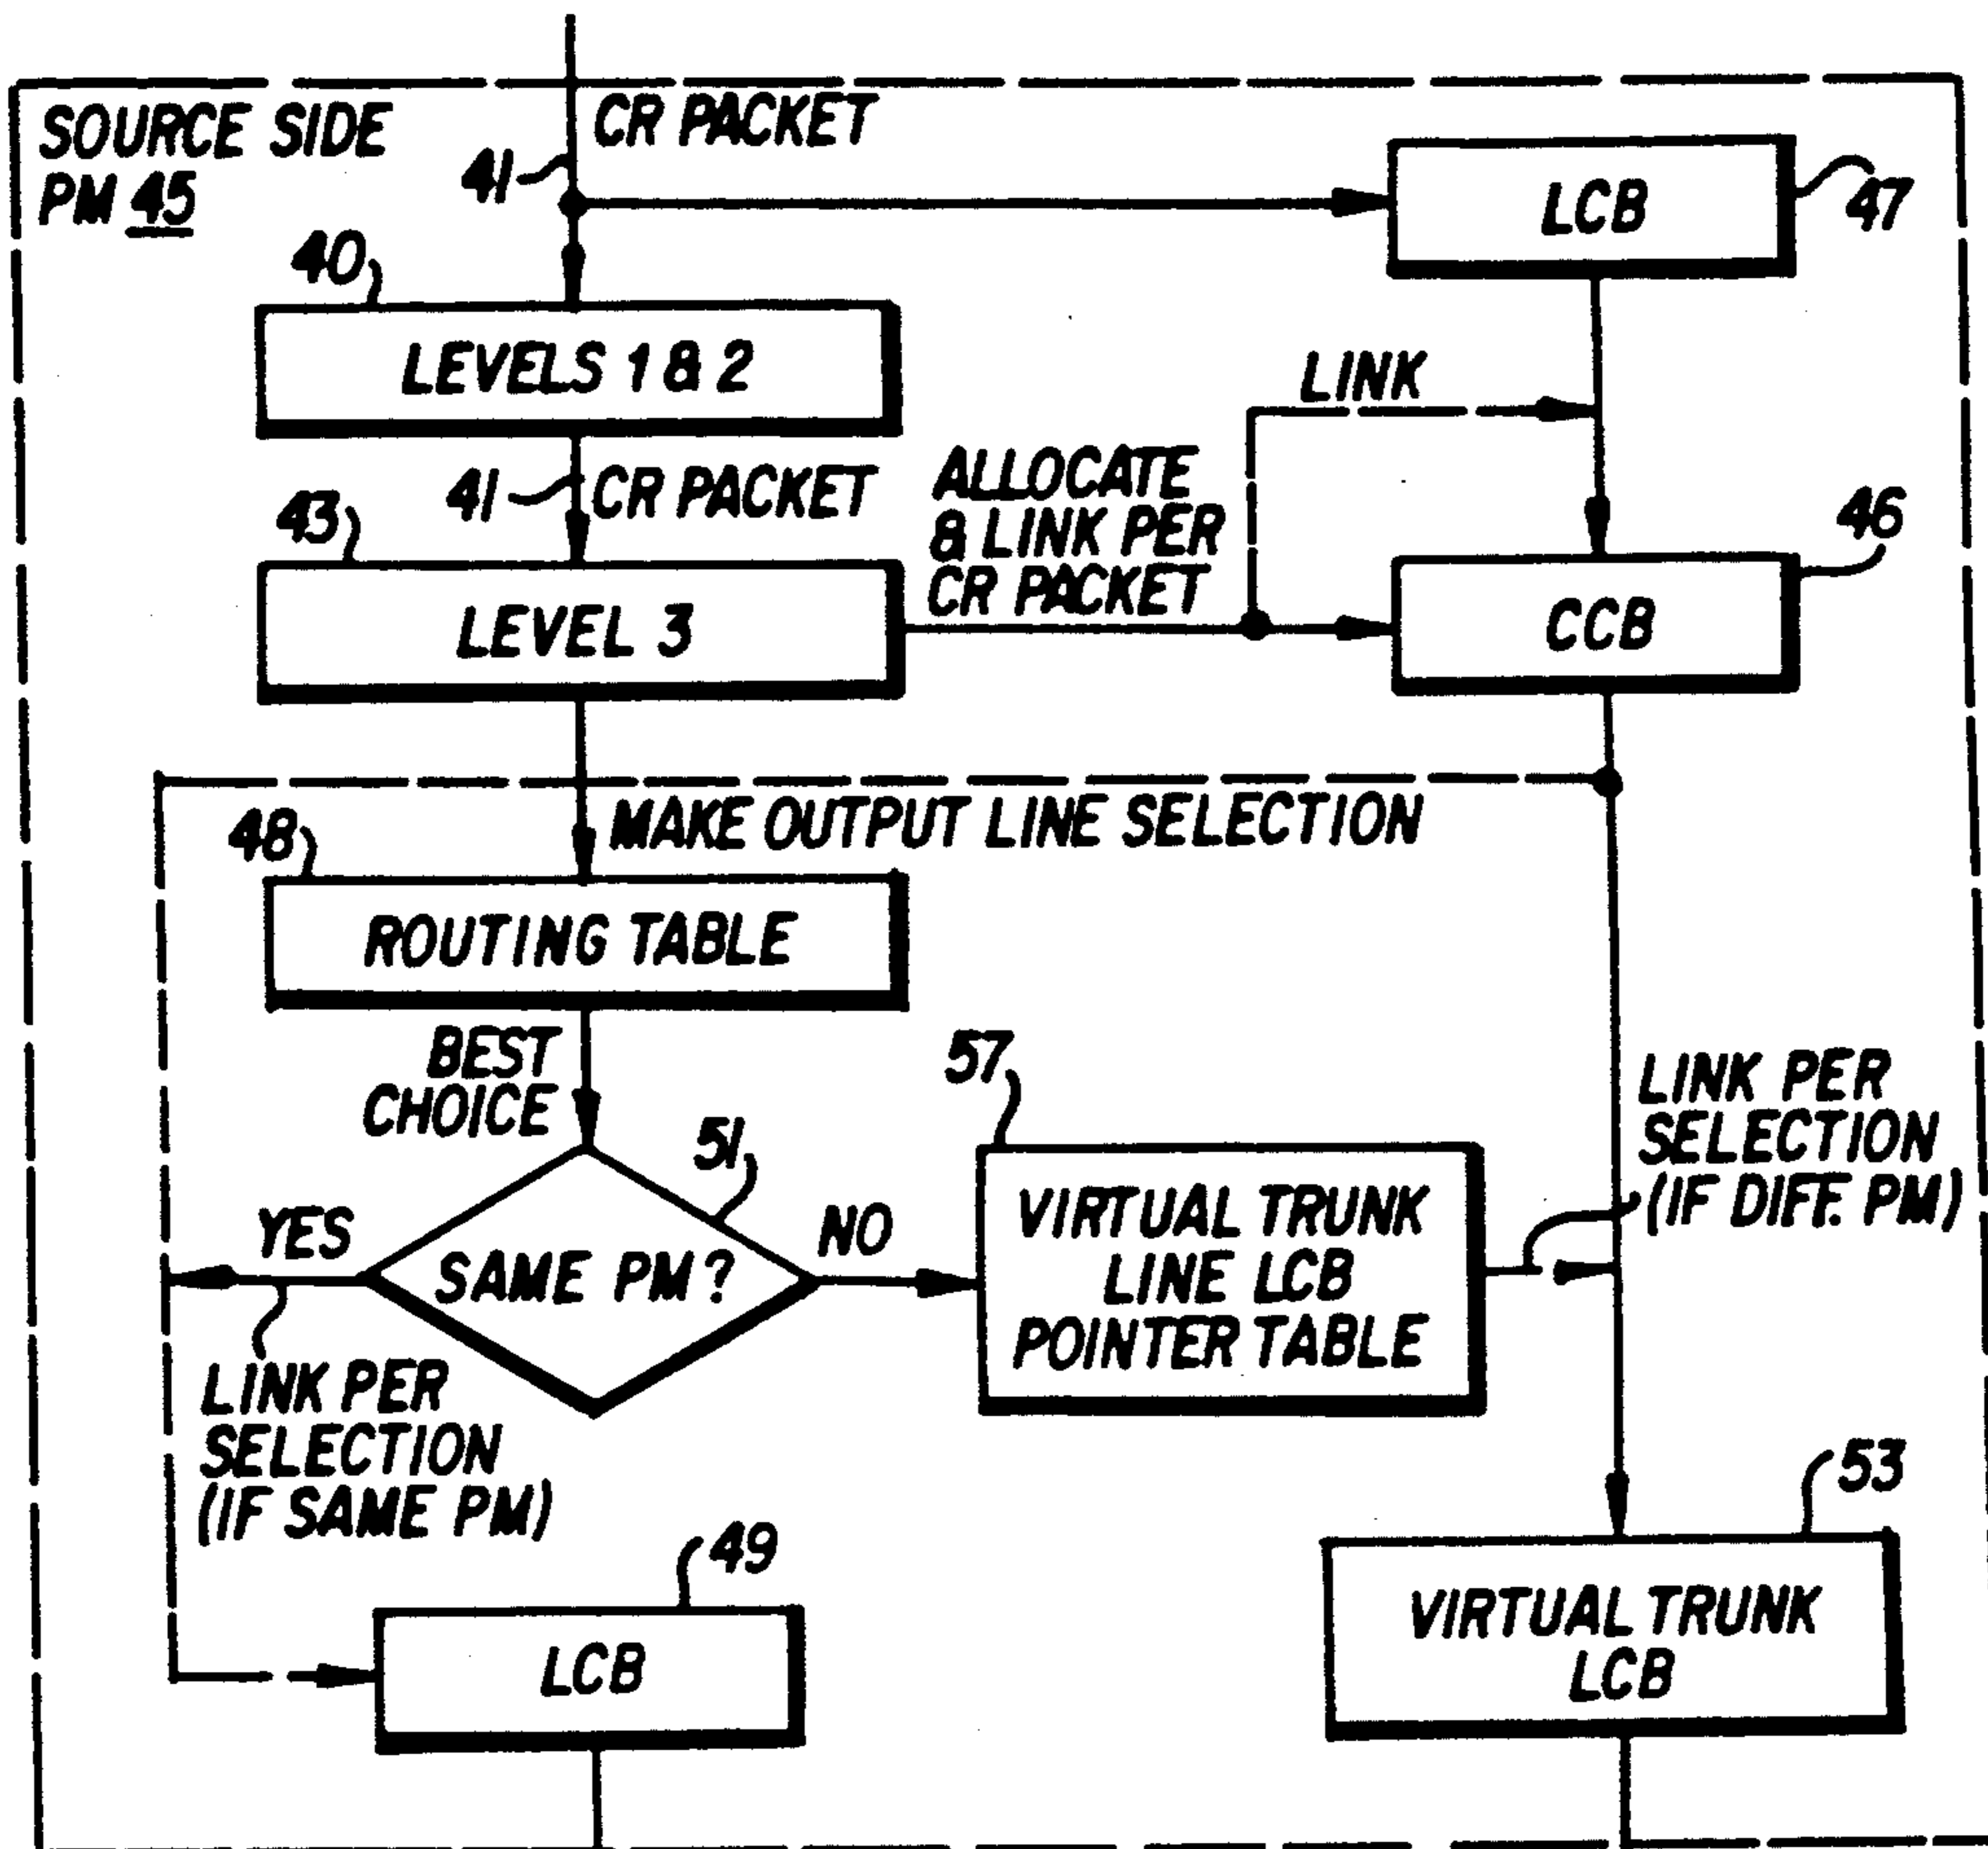 SOURCE SIDE
PM 45
CR PACKET
41
LCB
47
40
LEVELS 1 & 2
LINK
41
CR PACKET
ALLOCATE
& LINK PER
CR PACKET
43
LEVEL 3
46
CCB
MAKE OUTPUT LINE SELECTION
48
ROUTING TABLE
BEST
CHOICE
51
57
LINK PER
SELECTION
(IF DIFF. PM)
YES
SAME PM?
NO
VIRTUAL TRUNK
LINE LCB
POINTER TABLE
LINK PER
SELECTION
(IF SAME PM)
49
LCB
53
VIRTUAL TRUNK
LCB